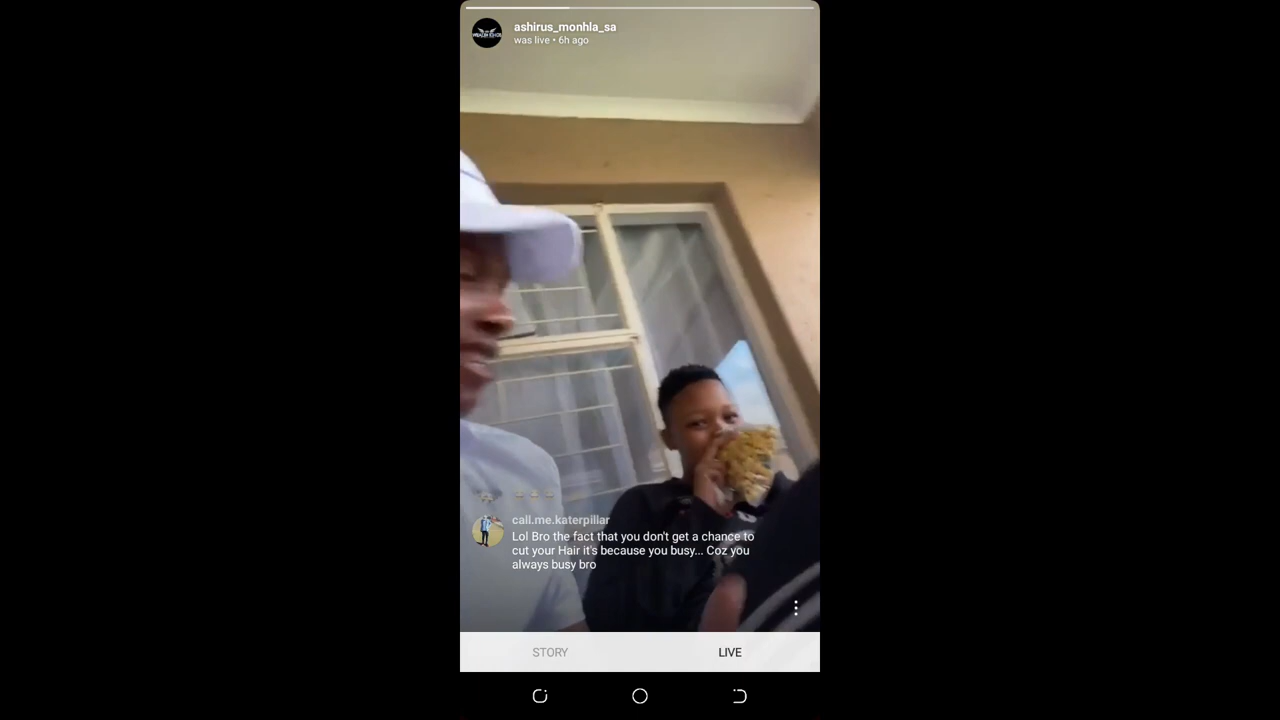 ashirus_monhla_sa
was live • 6h ago
call.me.katerpillar
Lol Bro the fact that you don't get a chance to
cut your Hair it's because you busy... Coz you
always busy bro
STORY
LIVE